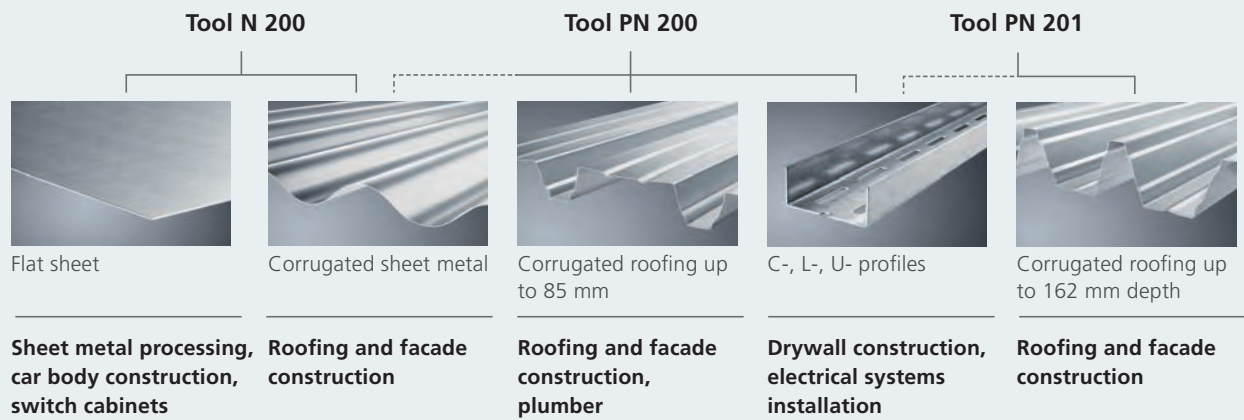 Tool N 200
Tool PN 200
Tool PN 201
Flat sheet
Corrugated sheet metal
Corrugated roofing up
to 85 mm
C-, L-, U- profiles
Corrugated roofing up
to 162 mm depth
Sheet metal processing,
car body construction,
switch cabinets
Roofing and facade
construction
Roofing and facade
construction,
plumber
Drywall construction,
electrical systems
installation
Roofing and facade
construction